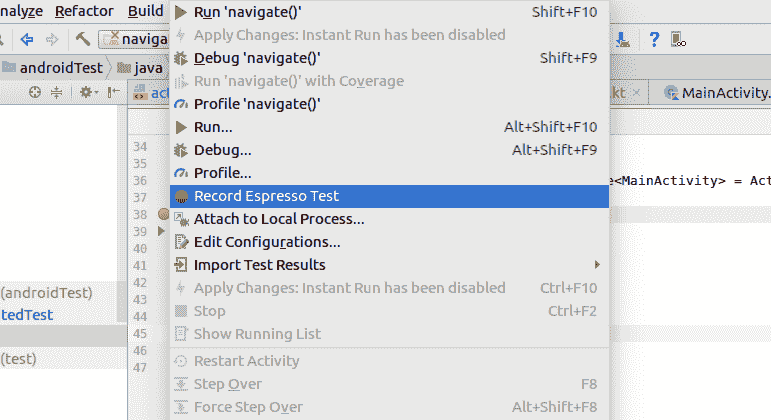 nalyze Refactor Build
Run 'navigate()' Shift+F10
Apply Changes: Instant Run has been disabled
naviga
Debug 'navigate()' Shift+F9
androidTest java
Run 'navigate()' with Coverage
act
kt MainActivity.
Profile 'navigate()'
Run... Alt+Shift+F10
34
Debug... Alt+Shift+F9
35
Profile...
36 e<MainActivity> = Act
37
Record Espresso Test
38
Attach to Local Process...
39
Edit Configurations...
40
Import Test Results
41
(androidTest)
Apply Changes: Instant Run has been disabled Ctrl+F10
42
43
tedTest
Stop Ctrl+F2
44
Show Running List
45
46
(test)
Restart Activity
47
Step Over F8
Force Step Over Alt+Shift+F8